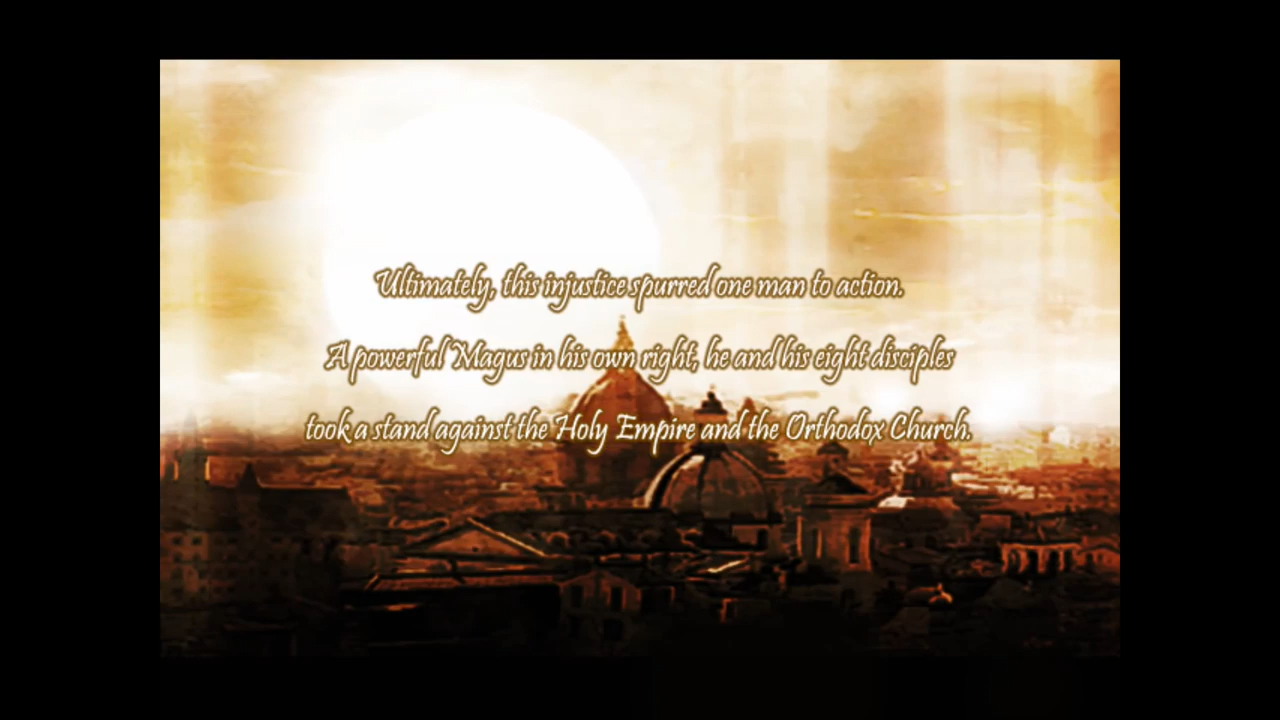 Ultimately, this injustice spurred one man to action.
A powerful Magus in his own right, he and his eight disciples
took a stand against the Holy Empire and the Orthodox Church.